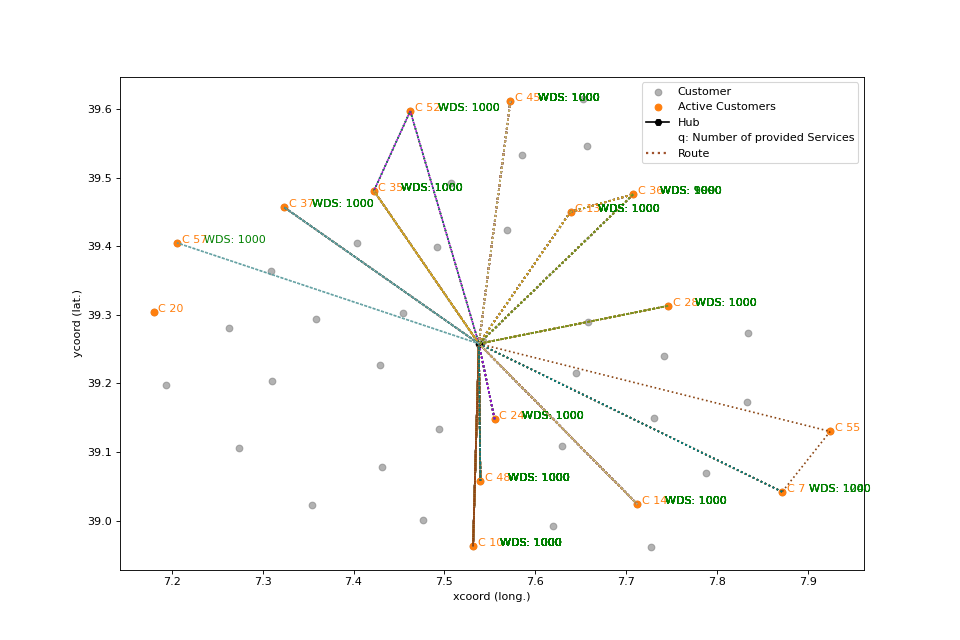 Customer
Active Customers
Hub
q: Number of provided Services
Route
39.6
39.5
39.4
39.3
39.2
39.1
39.0
7.2
7.3
7.4
7.5
7.6
7.7
7.8
7.9
xcoord (long.)
ycoord (lat.)
C 52 WDS: 1000
C 45 WDS: 1000
C 35 WDS: 1000
C 36 WDS:
C 37 WDS: 1000
WDS: 1000
C 57 WDS: 1000
C 20
C 28 WDS: 1000
C 24 WDS: 1000
C 55
C 48 WDS: 1000
C 7 WDS:
C 14 WDS: 1000
C 10 WDS: 1000